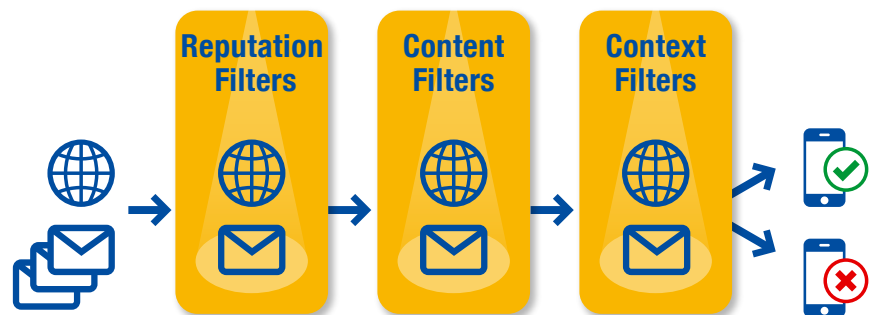 Reputation
Filters
Content
Filters
Context
Filters